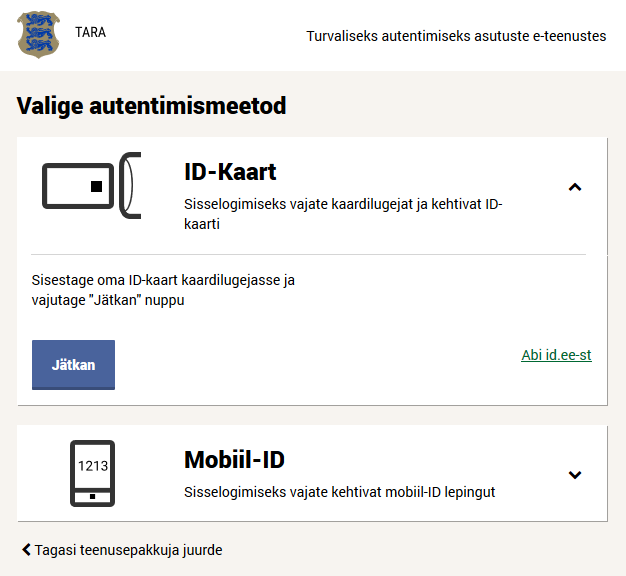 TARA
Turvaliseks autentimiseks asutuste e-teenustes
Valige autentimismeetod
ID-Kaart
Sisselogimiseks vajate kaardilugejat ja kehtivat ID-
kaarti
Sisestage oma ID-kaart kaardilugejasse ja
vajutage "Jätkan" nuppu
Jätkan
Abi id.ee-st
1213
Mobiil-ID
Sisselogimiseks vajate kehtivat mobiil-ID lepingut
Tagasi teenusepakkuja juurde